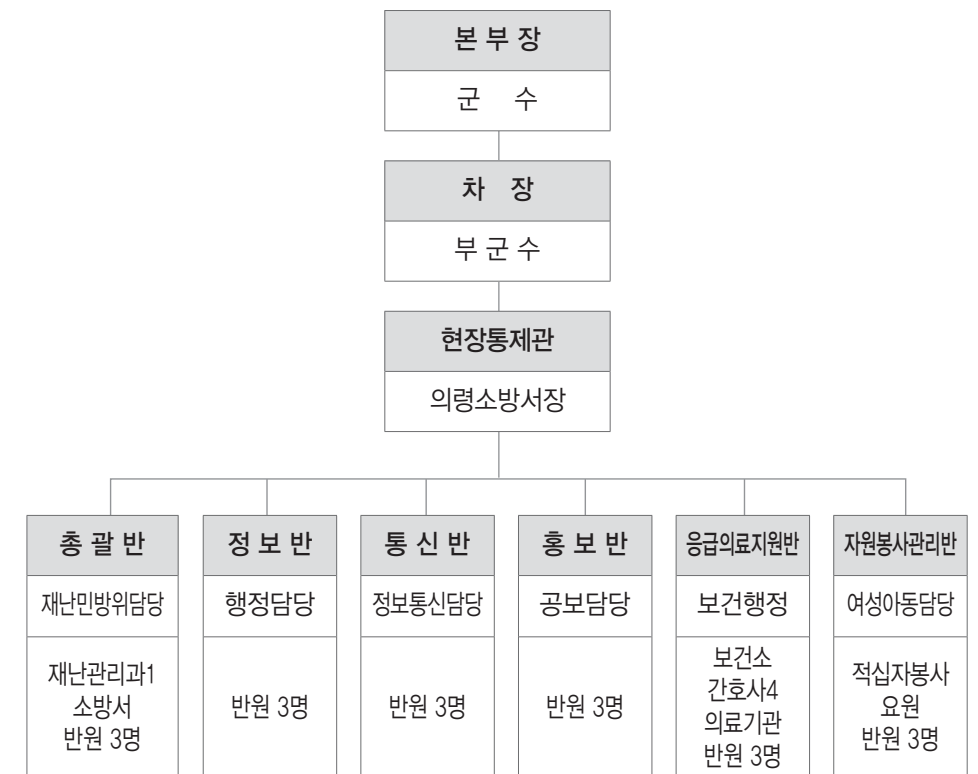 본 부 장
군 수
차 장
부 군 수
현장통제관
의령소방서장
총 괄 반
정 보 반
통 신 반
홍 보 반
응급의료지원반
자원봉사관리반
재난민방위담당
행정담당
정보통신담당
공보담당
보건행정
여성아동담당
재난관리과1
소방서
반원 3명
반원 3명
반원 3명
반원 3명
보건소
간호사4
의료기관
반원 3명
적십자봉사
요원
반원 3명